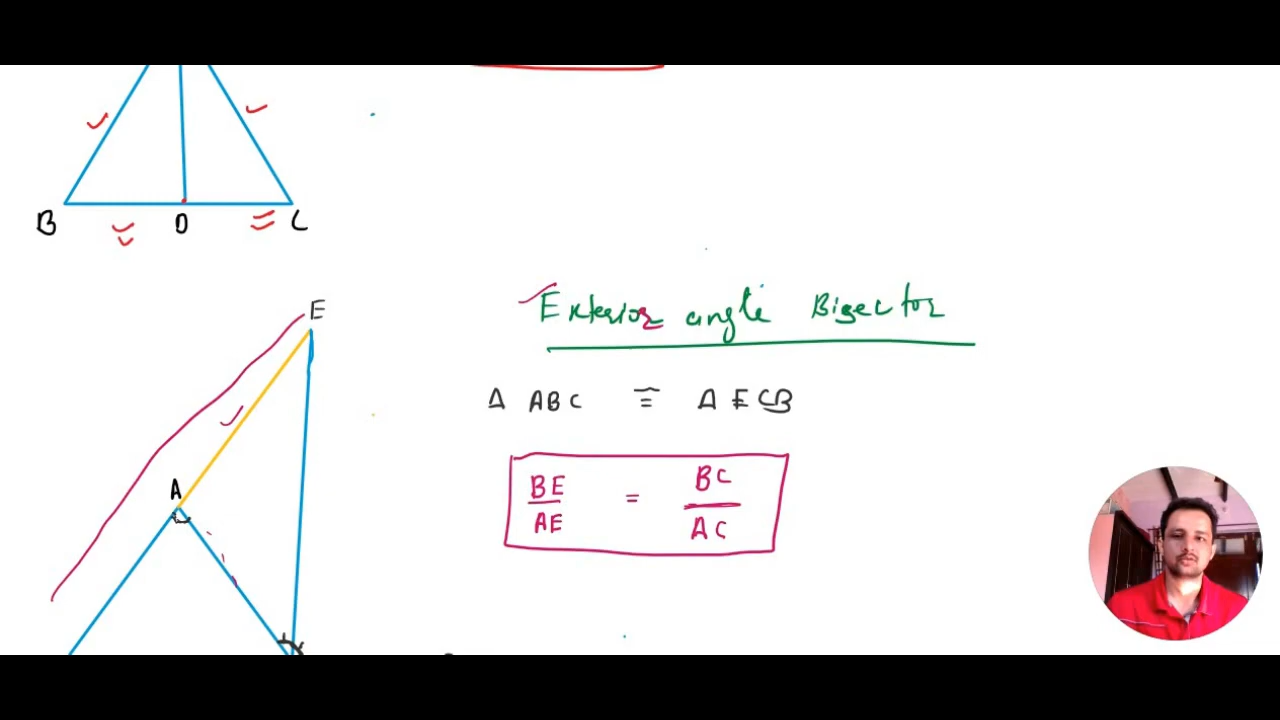 B D C
E
Exterior angle Bisector
Δ ABC ≅ Δ ECB
A
BE/AE = BC/AC